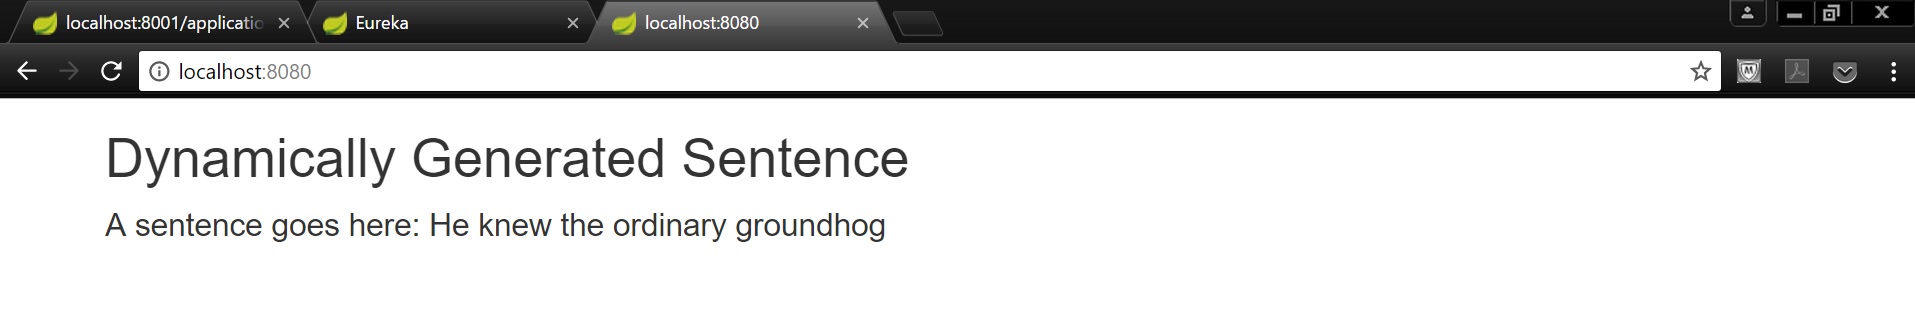 localhost:8001/applicatio
Eureka
localhost:8080
localhost:8080
Dynamically Generated Sentence
A sentence goes here: He knew the ordinary groundhog